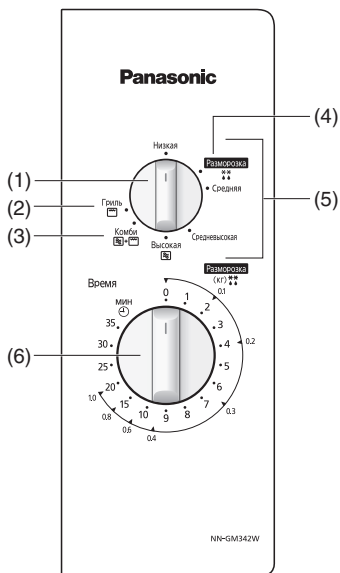 Panasonic
(4)
Низкая
(1)
Разморозка
Средняя
(5)
(2)
Гриль
(3)
Комби
Средневысокая
Высокая
Разморозка
(кг)
Время
мин
0
1
2
3
4
5
6
7
8
9
10
15
20
25
30
35
0.1
0.2
0.3
0.4
0.6
0.8
1.0
(6)
NN-GM342W